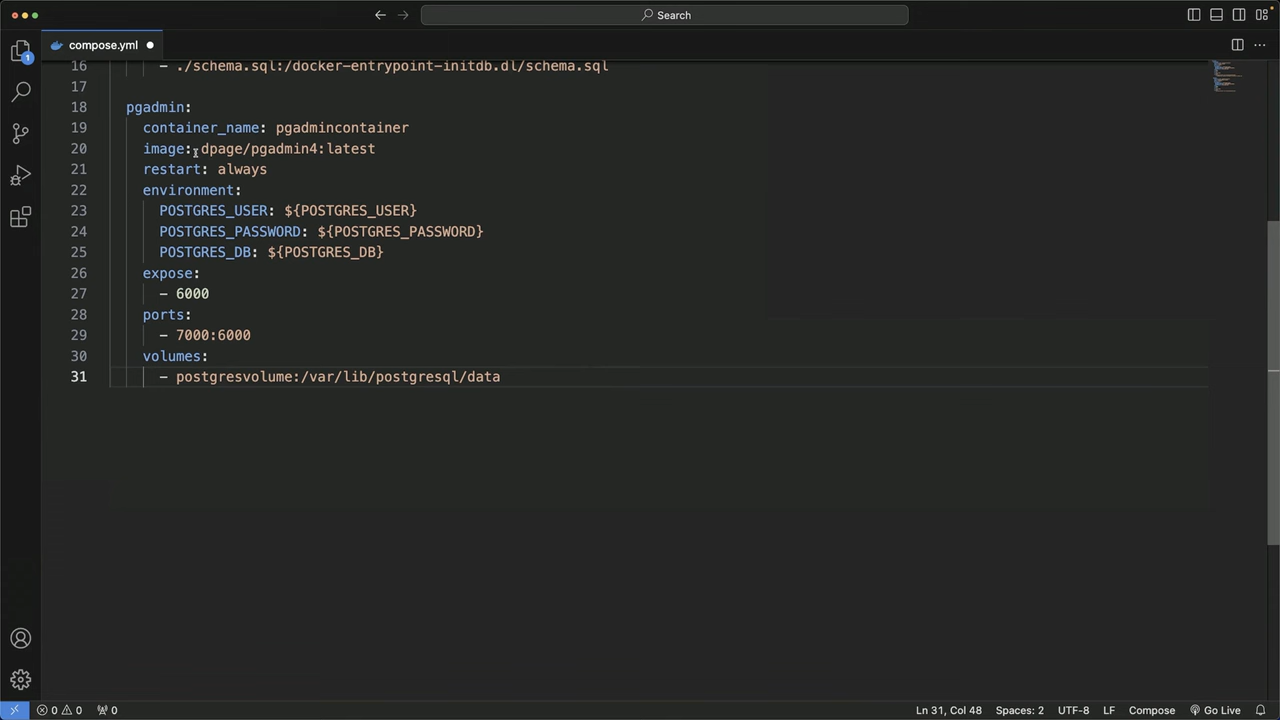 Search
compose.yml
1
16 - ./schema.sql:/docker-entrypoint-initdb.dl/schema.sql
17
18 pgadmin:
19 container_name: pgadmincontainer
20 image: dpage/pgadmin4:latest
21 restart: always
22 environment:
23 POSTGRES_USER: ${POSTGRES_USER}
24 POSTGRES_PASSWORD: ${POSTGRES_PASSWORD}
25 POSTGRES_DB: ${POSTGRES_DB}
26 expose:
27 - 6000
28 ports:
29 - 7000:6000
30 volumes:
31 - postgresvolume:/var/lib/postgresql/data
0 0 0 Ln 31, Col 48 Spaces: 2 UTF-8 LF Compose Go Live